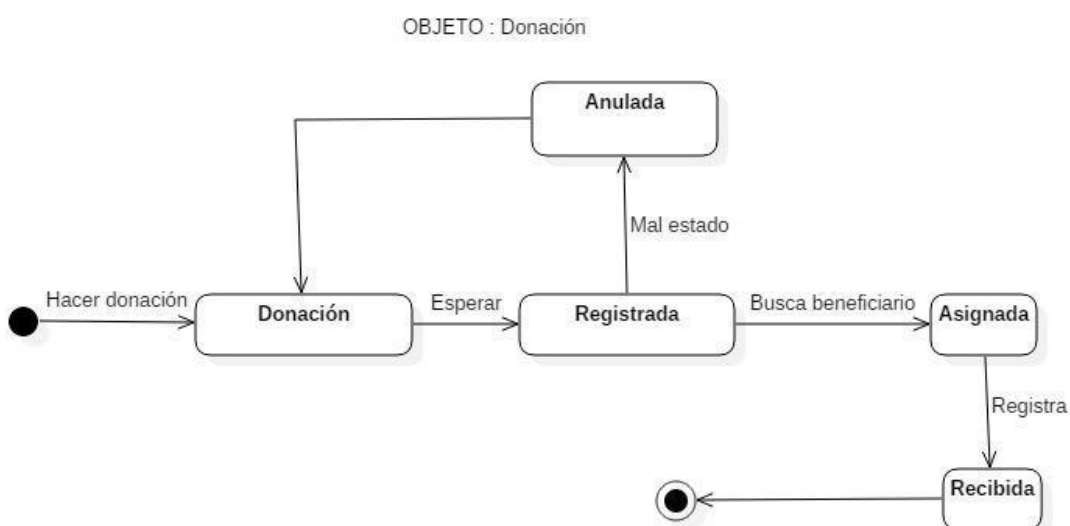 OBJETO : Donación
Anulada
Mal estado
Hacer donación
Donación
Esperar
Registrada
Busca beneficiario
Asignada
Registra
Recibida